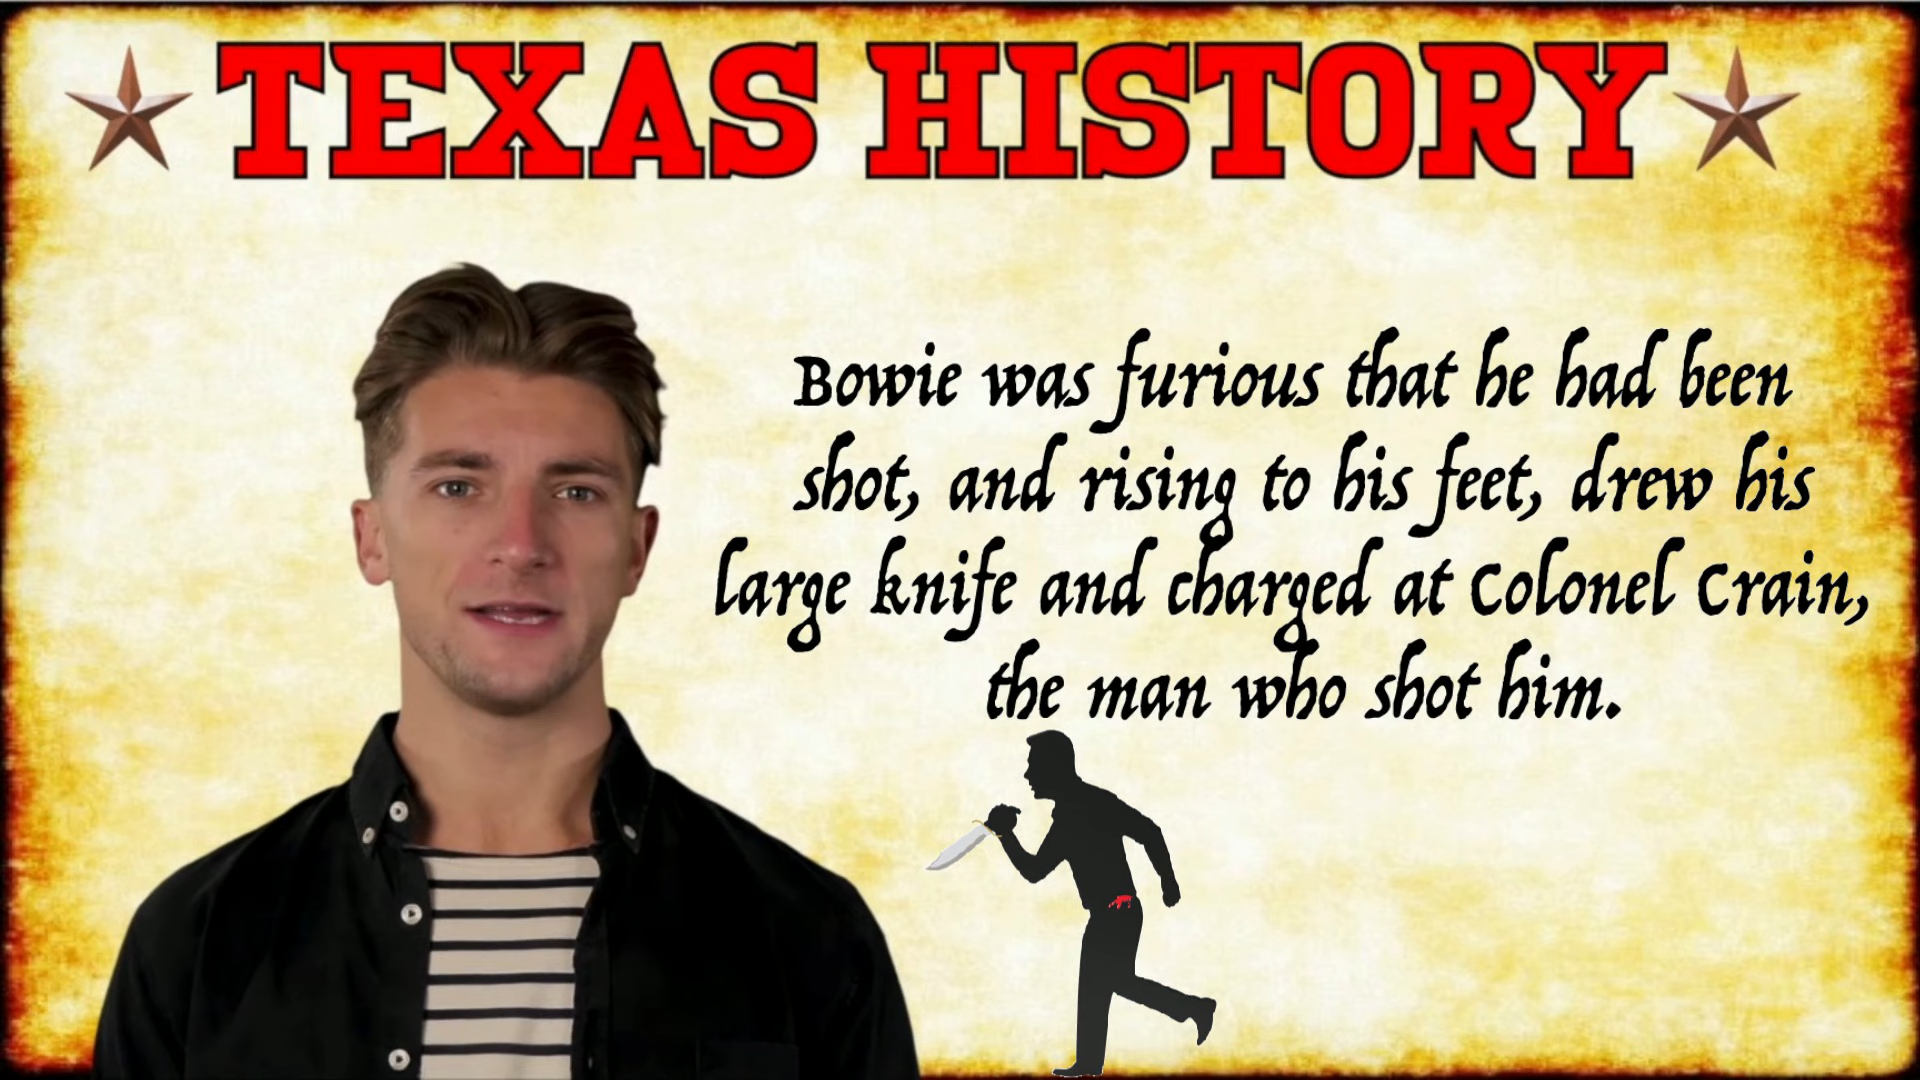 TEXAS HISTORY
Bowie was furious that he had been
shot, and rising to his feet, drew his
large knife and charged at Colonel Crain,
the man who shot him.